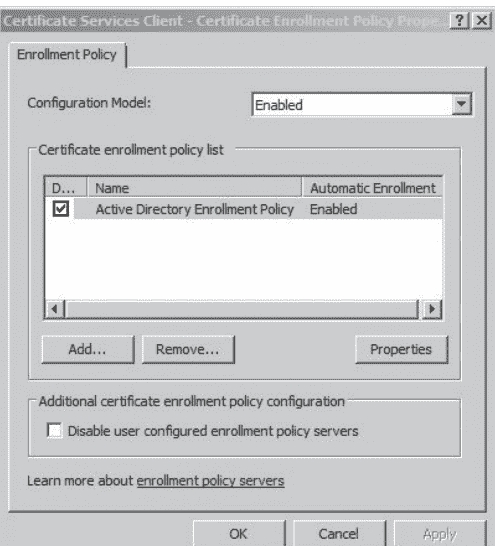 Certificate Services Client - Certificate Enrollment Policy Prope...
Enrollment Policy
Configuration Model: Enabled
Certificate enrollment policy list
D... Name Automatic Enrollment
Active Directory Enrollment Policy Enabled
Add... Remove... Properties
Additional certificate enrollment policy configuration
Disable user configured enrollment policy servers
Learn more about enrollment policy servers
OK Cancel Apply